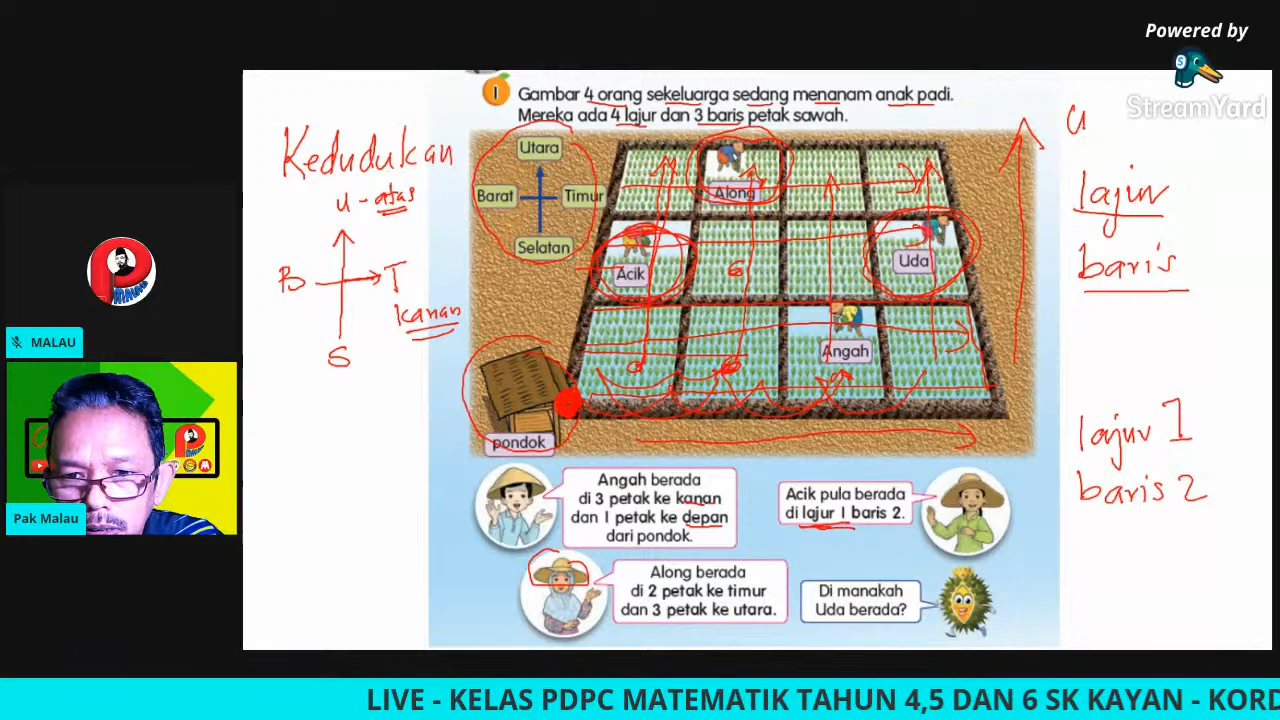 Powered by
StreamYard
1
Gambar 4 orang sekeluarga sedang menanam anak padi.
Mereka ada 4 lajur dan 3 baris petak sawah.
Kedudukan
u - atas
B
T
kanan
S
Utara
Barat
Timur
Selatan
Along
Acik
6
Uda
Angah
pondok
U
lajur
baris
lajur 1
baris 2
Angah berada
di 3 petak ke kanan
dan 1 petak ke depan
dari pondok.
Acik pula berada
di lajur 1 baris 2.
Along berada
di 2 petak ke timur
dan 3 petak ke utara.
Di manakah
Uda berada?
P
MALAU
MALAU
Pak Malau
LIVE - KELAS PDPC MATEMATIK TAHUN 4,5 DAN 6 SK KAYAN - KORD